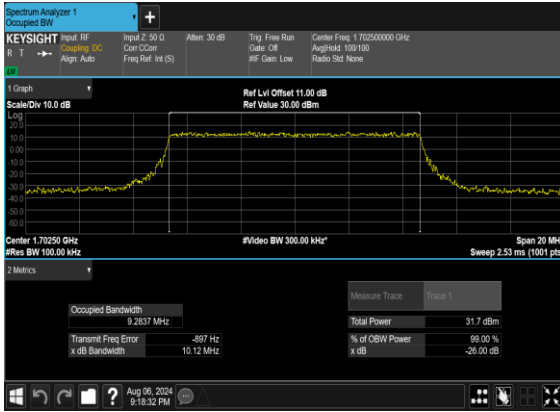 Spectrum Analyzer 1
Occupied BW
+
KEYSIGHT
R T
LXI
Input: RF
Coupling: DC
Align: Auto
Input Z: 50 Ω
Corr CCorr
Freq Ref: Int (S)
Atten: 30 dB
Trig: Free Run
Gate: Off
#IF Gain: Low
Center Freq: 1.702500000 GHz
Avg|Hold: 100/100
Radio Std: None
1 Graph
Scale/Div 10.0 dB
Ref Lvl Offset 11.00 dB
Ref Value 30.00 dBm
Log
20.0
10.0
0.00
-10.0
-20.0
-30.0
-40.0
-50.0
-60.0
Center 1.70250 GHz
#Res BW 100.00 kHz
#Video BW 300.00 kHz*
Span 20 MH
Sweep 2.53 ms (1001 pts
2 Metrics
Measure Trace Trace 1
Occupied Bandwidth
9.2837 MHz
Total Power 31.7 dBm
Transmit Freq Error -897 Hz
% of OBW Power 99.00 %
x dB Bandwidth 10.12 MHz
x dB -26.00 dB
?
Aug 06, 2024
9:18:32 PM